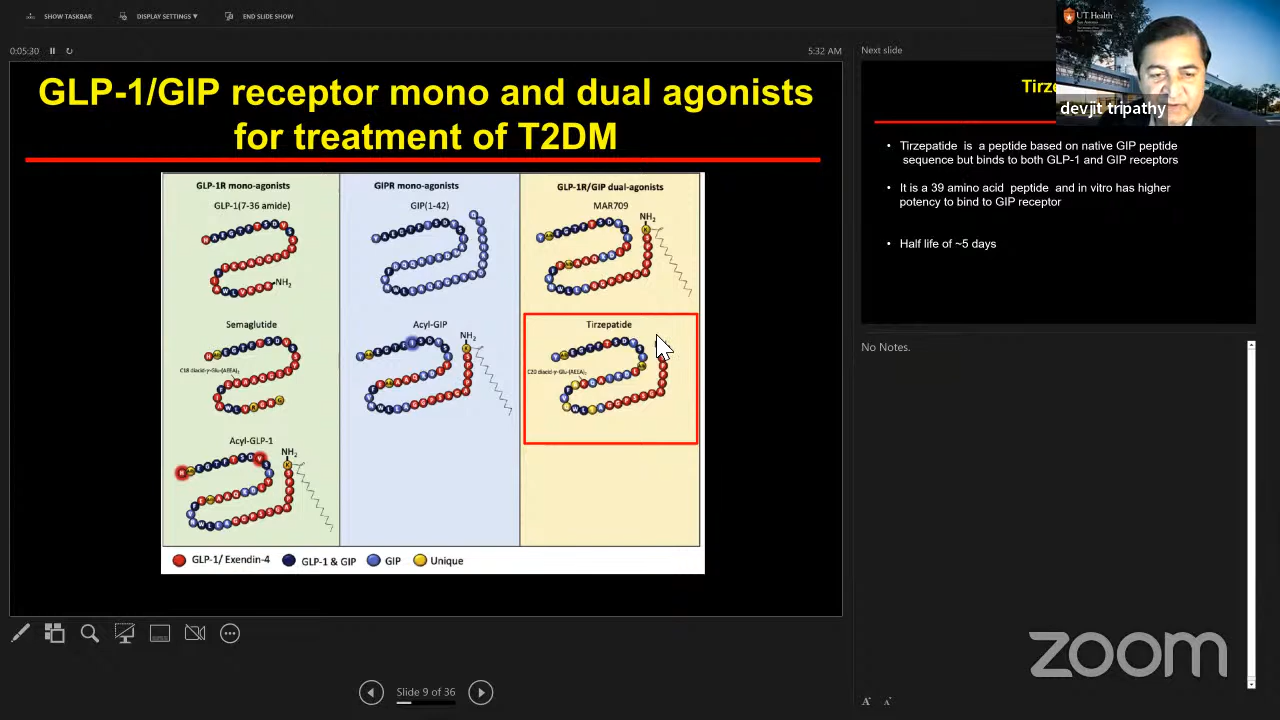 SHOW TASKBAR
DISPLAY SETTINGS ▼
END SLIDE SHOW
0:05:30
5:32 AM
GLP-1/GIP receptor mono and dual agonists
for treatment of T2DM
GLP-1R mono-agonists
GIPR mono-agonists
GLP-1R/GIP dual-agonists
GLP-1(7-36 amide)
GIP(1-42)
MAR709
NH2
NH2
Semaglutide
Acyl-GIP
Tirzepatide
NH2
C18 diacid-γ-Glu-(AEEA)2
C20 diacid-γ-Glu-(AEEA)2
Acyl-GLP-1
NH2
GLP-1/ Exendin-4
GLP-1 & GIP
GIP
Unique
Slide 9 of 36
Next slide
UT Health
San Antonio
devjit tripathy
Tirze
• Tirzepatide is a peptide based on native GIP peptide
sequence but binds to both GLP-1 and GIP receptors
• It is a 39 amino acid peptide and in vitro has higher
potency to bind to GIP receptor
• Half life of ~5 days
No Notes.
zoom
A A